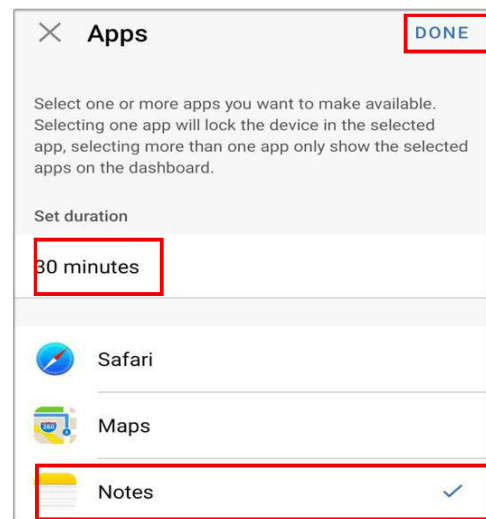 Apps
DONE
Select one or more apps you want to make available.
Selecting one app will lock the device in the selected
app, selecting more than one app only show the selected
apps on the dashboard.
Set duration
30 minutes
Safari
280
Maps
Notes